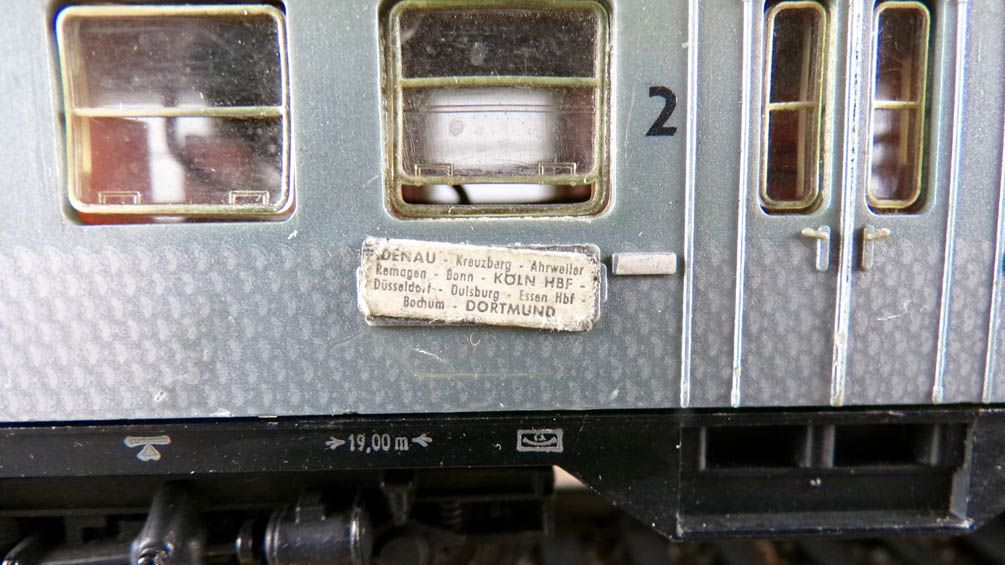 2
DENAU - Kreuzberg - Ahrweiler
Remagen - Bonn - KÖLN HBF -
Düsseldorf - Duisburg - Essen Hbf -
Bochum - DORTMUND
19,00 m